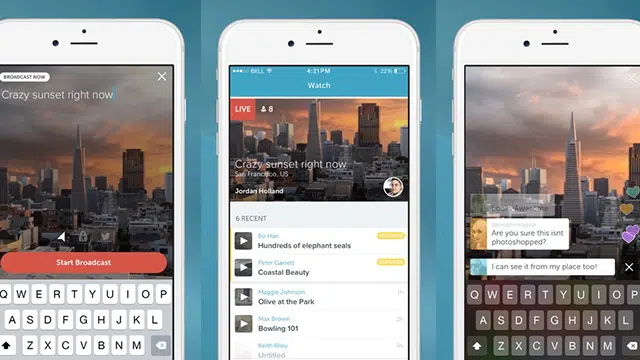 BROADCAST NOW
Crazy sunset right now
Start Broadcast
Q W E R T Y U I O P
A S D F G H J K L
Z X C V B N M
BELL 4:21 PM 22%
Watch
LIVE 8
Crazy sunset right now
San Francisco, US
Jordan Holland
6 RECENT
Bo Han
Hundreds of elephant seals
FEATURED
Peter Garrett
Coastal Beauty
FEATURED
Maggie Johnson
Olive at the Park
1h
Max Brown
Bowling 101
Keith Riley
Untitled
Are you sure this isnt
photoshopped?
I can see it from my place too!
Q W E R T Y U I O P
A S D F G H J K L
Z X C V B N M